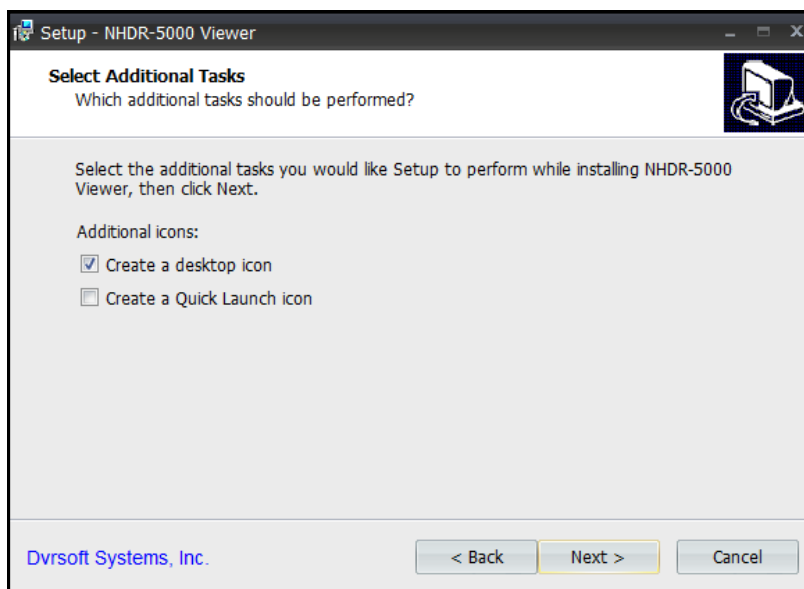 Setup - NHDR-5000 Viewer
Select Additional Tasks
Which additional tasks should be performed?
Select the additional tasks you would like Setup to perform while installing NHDR-5000
Viewer, then click Next.
Additional icons:
Create a desktop icon
Create a Quick Launch icon
Dvrsoft Systems, Inc.
< Back
Next >
Cancel